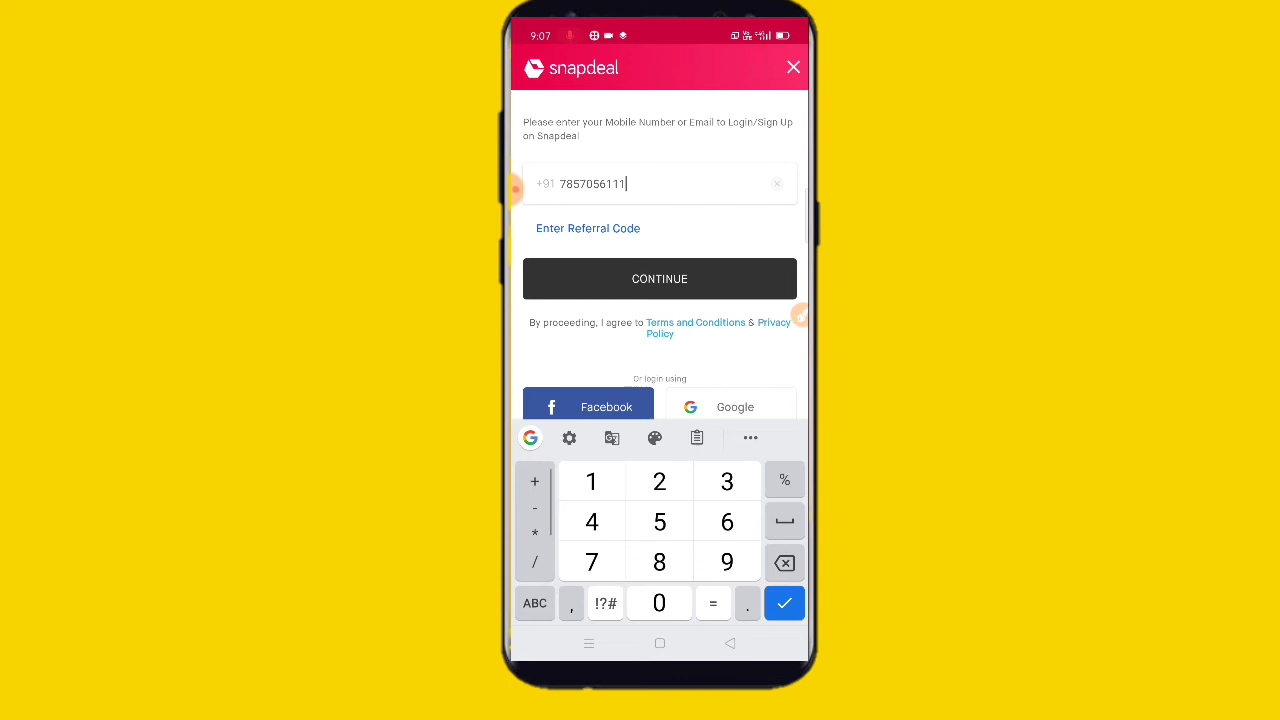 9:07
snapdeal
Please enter your Mobile Number or Email to Login/Sign Up
on Snapdeal
+91 7857056111
Enter Referral Code
CONTINUE
By proceeding, I agree to Terms and Conditions & Privacy
Policy
Or login using
f Facebook
G Google
G
+ 1 2 3 %
- 4 5 6
*
/ 7 8 9
ABC , !?# 0 = .